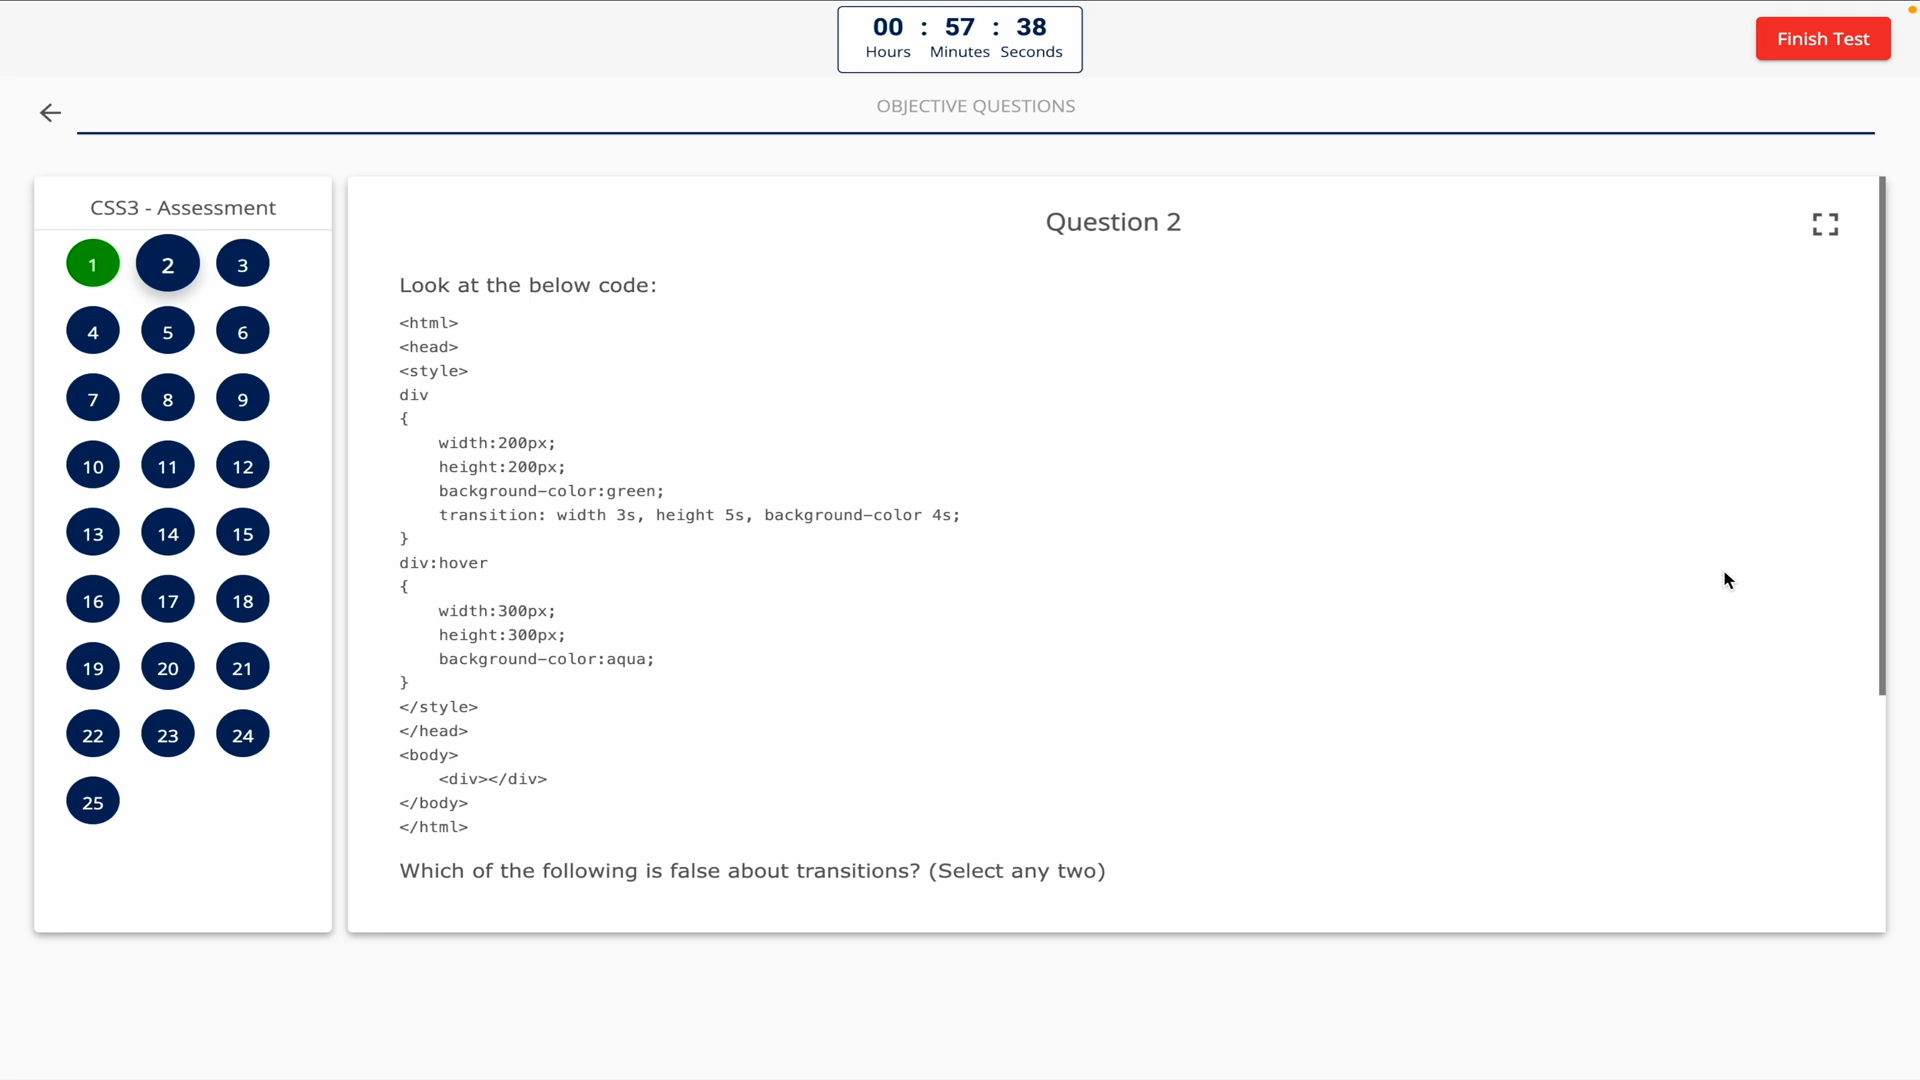 00 : 57 : 38
Hours Minutes Seconds
Finish Test
OBJECTIVE QUESTIONS
CSS3 - Assessment
1 2 3
4 5 6
7 8 9
10 11 12
13 14 15
16 17 18
19 20 21
22 23 24
25
Question 2
Look at the below code:
<html>
<head>
<style>
div
{
    width:200px;
    height:200px;
    background-color:green;
    transition: width 3s, height 5s, background-color 4s;
}
div:hover
{
    width:300px;
    height:300px;
    background-color:aqua;
}
</style>
</head>
<body>
    <div></div>
</body>
</html>
Which of the following is false about transitions? (Select any two)